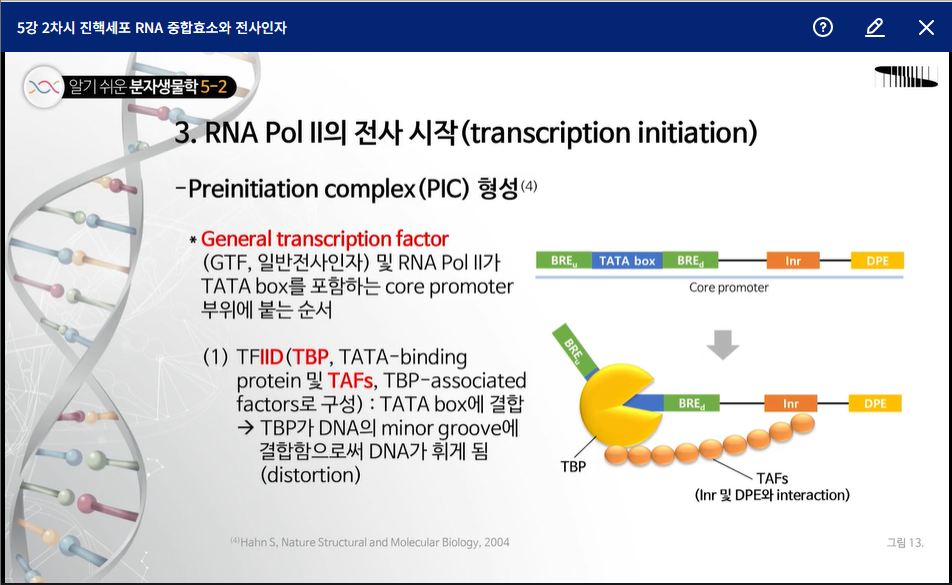 5강 2차시 진핵세포 RNA 중합효소와 전사인자
알기 쉬운 분자생물학 5-2
3. RNA Pol II의 전사 시작(transcription initiation)
-Preinitiation complex(PIC) 형성(4)
* General transcription factor
(GTF, 일반전사인자) 및 RNA Pol II가
TATA box를 포함하는 core promoter
부위에 붙는 순서
(1) TFIID(TBP, TATA-binding
protein 및 TAFs, TBP-associated
factors로 구성) : TATA box에 결합
→ TBP가 DNA의 minor groove에
결합함으로써 DNA가 휘게 됨
(distortion)
BREu TATA box BREd Inr DPE
Core promoter
BREu
BREd Inr DPE
TBP
TAFs
(Inr 및 DPE와 interaction)
(4)Hahn S, Nature Structural and Molecular Biology, 2004
그림 13.